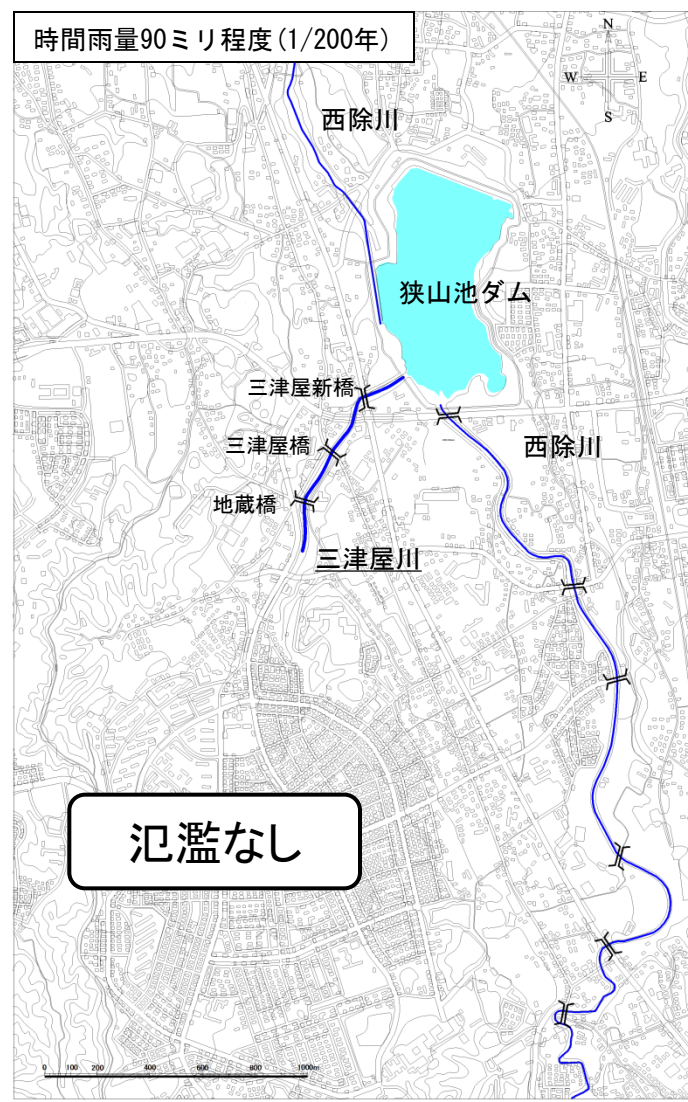 時間雨量90ミリ程度(1/200年)
N
W
E
S
西除川
狭山池ダム
三津屋新橋
三津屋橋
西除川
地蔵橋
三津屋川
氾濫なし
0 100 200 400 600 800 1000m